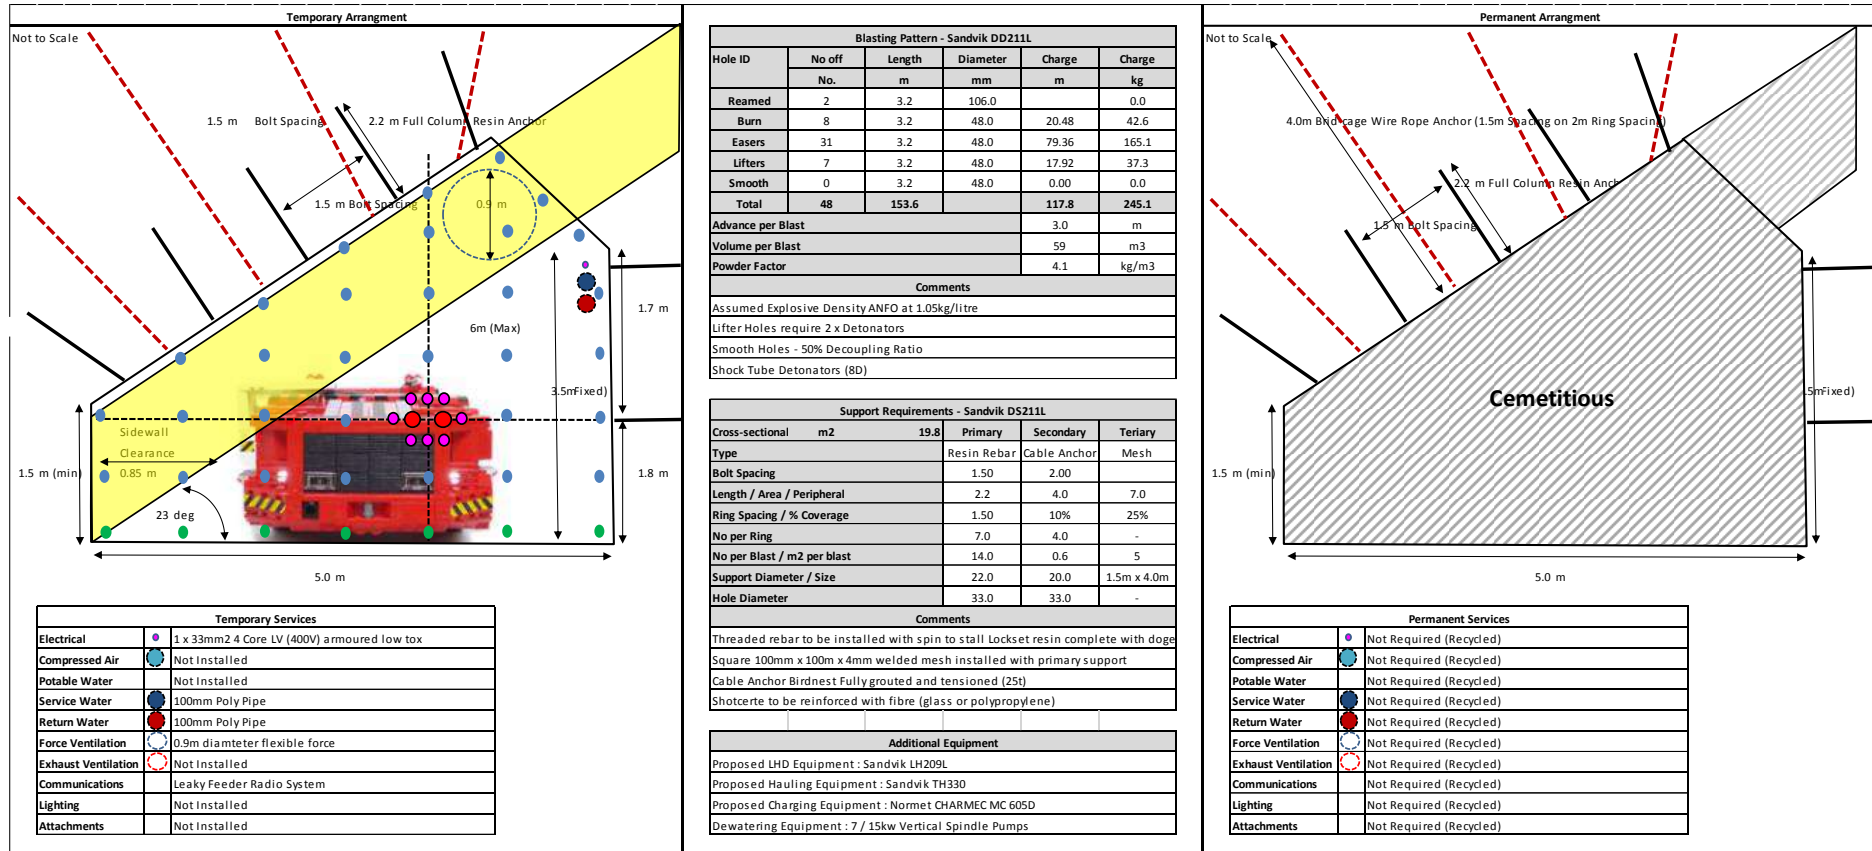 Temporary Arrangment
Not to Scale
1.5 m Bolt Spacing
2.2 m Full Column Resin Anchor
1.5 m Bolt Spacing
0.9 m
6m (Max)
1.7 m
3.5m Fixed)
Sidewall
Clearance
0.85 m
1.5 m (min)
1.8 m
23 deg
5.0 m
Temporary Services
Electrical 1 x 33mm2 4 Core LV (400V) armoured low tox
Compressed Air Not Installed
Potable Water Not Installed
Service Water 100mm Poly Pipe
Return Water 100mm Poly Pipe
Force Ventilation 0.9m diamteter flexible force
Exhaust Ventilation Not Installed
Communications Leaky Feeder Radio System
Lighting Not Installed
Attachments Not Installed
Blasting Pattern - Sandvik DD211L
Hole ID No off Length Diameter Charge Charge
No. m mm m kg
Reamed 2 3.2 106.0 0.0
Burn 8 3.2 48.0 20.48 42.6
Easers 31 3.2 48.0 79.36 165.1
Lifters 7 3.2 48.0 17.92 37.3
Smooth 0 3.2 48.0 0.00 0.0
Total 48 153.6 117.8 245.1
Advance per Blast 3.0 m
Volume per Blast 59 m3
Powder Factor 4.1 kg/m3
Comments
Assumed Explosive Density ANFO at 1.05kg/litre
Lifter Holes require 2 x Detonators
Smooth Holes - 50% Decoupling Ratio
Shock Tube Detonators (8D)
Support Requirements - Sandvik DS211L
Cross-sectional m2 19.8 Primary Secondary Teriary
Type Resin Rebar Cable Anchor Mesh
Bolt Spacing 1.50 2.00
Length / Area / Peripheral 2.2 4.0 7.0
Ring Spacing / % Coverage 1.50 10% 25%
No per Ring 7.0 4.0 -
No per Blast / m2 per blast 14.0 0.6 5
Support Diameter / Size 22.0 20.0 1.5m x 4.0m
Hole Diameter 33.0 33.0 -
Comments
Threaded rebar to be installed with spin to stall Lockset resin complete with doge
Square 100mm x 100m x 4mm welded mesh installed with primary support
Cable Anchor Birdnest Fully grouted and tensioned (25t)
Shotcerte to be reinforced with fibre (glass or polypropylene)
Additional Equipment
Proposed LHD Equipment : Sandvik LH209L
Proposed Hauling Equipment : Sandvik TH330
Proposed Charging Equipment : Normet CHARMEC MC 605D
Dewatering Equipment : 7 / 15kw Vertical Spindle Pumps
Permanent Arrangment
Not to Scale
4.0m Brid-cage Wire Rope Anchor (1.5m Spacing on 2m Ring Spacing)
2.2 m Full Column Resin Anch
1.5 m Bolt Spacing
Cemetitious
.5m Fixed)
1.5 m (min)
5.0 m
Permanent Services
Electrical Not Required (Recycled)
Compressed Air Not Required (Recycled)
Potable Water Not Required (Recycled)
Service Water Not Required (Recycled)
Return Water Not Required (Recycled)
Force Ventilation Not Required (Recycled)
Exhaust Ventilation Not Required (Recycled)
Communications Not Required (Recycled)
Lighting Not Required (Recycled)
Attachments Not Required (Recycled)